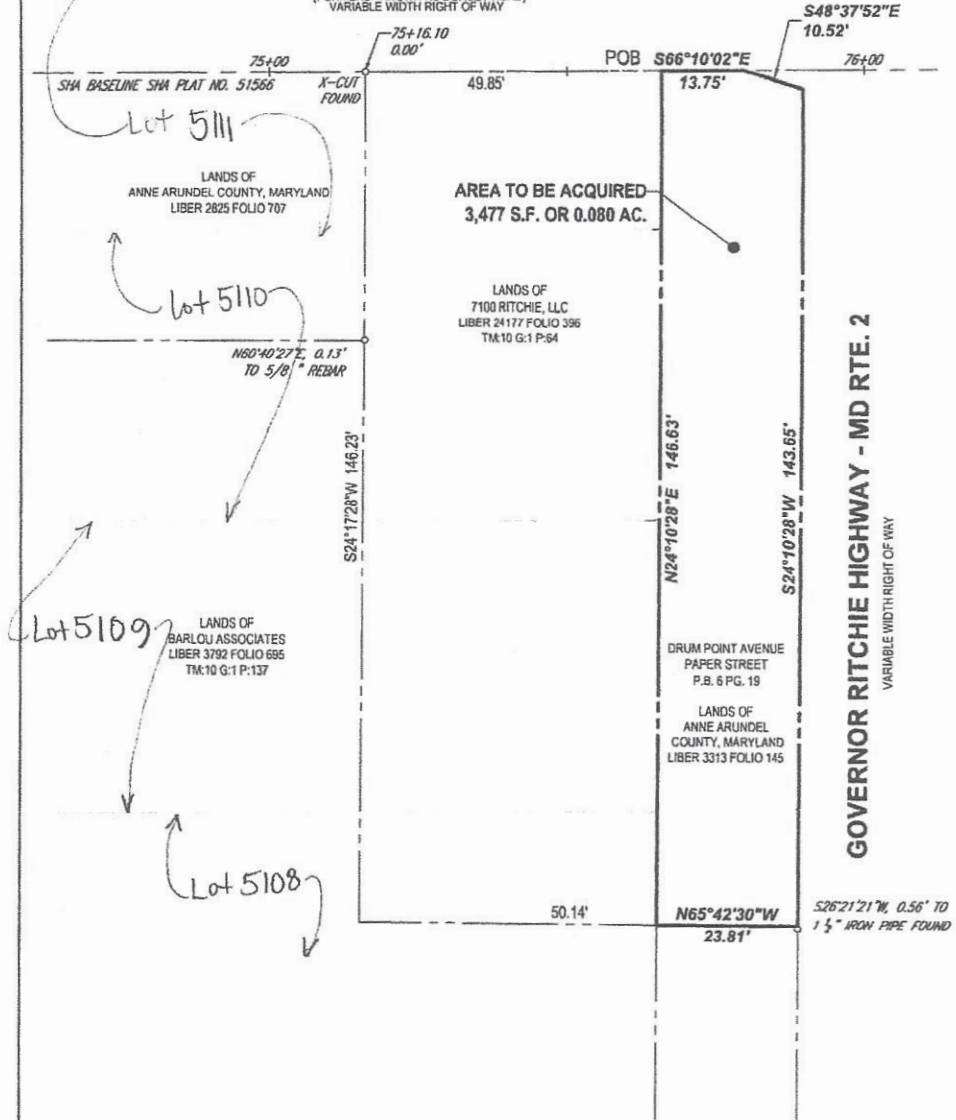 VARIABLE WIDTH RIGHT OF WAY
S48°37'52"E
10.52'
75+16.10
0.00'
75+00
POB
S66°10'02"E
76+00
SHA BASELINE SHA PLAT NO. 51566
X-CUT
FOUND
49.85'
13.75'
Lot 5111
LANDS OF
ANNE ARUNDEL COUNTY, MARYLAND
LIBER 2825 FOLIO 707
AREA TO BE ACQUIRED
3,477 S.F. OR 0.080 AC.
Lot 5110
LANDS OF
7100 RITCHIE, LLC
LIBER 24177 FOLIO 396
TM:10 G:1 P:64
N60°40'27"E, 0.13'
TO 5/8" REBAR
S24°17'28"W 146.23'
N24°10'28"E 146.63'
S24°10'28"W 143.65'
GOVERNOR RITCHIE HIGHWAY - MD RTE. 2
VARIABLE WIDTH RIGHT OF WAY
Lot 5109
LANDS OF
BARLOU ASSOCIATES
LIBER 3792 FOLIO 695
TM:10 G:1 P:137
DRUM POINT AVENUE
PAPER STREET
P.B. 6 PG. 19
LANDS OF
ANNE ARUNDEL
COUNTY, MARYLAND
LIBER 3313 FOLIO 145
Lot 5108
50.14'
N65°42'30"W
23.81'
S26°21'21"W, 0.56' TO
1 ½" IRON PIPE FOUND